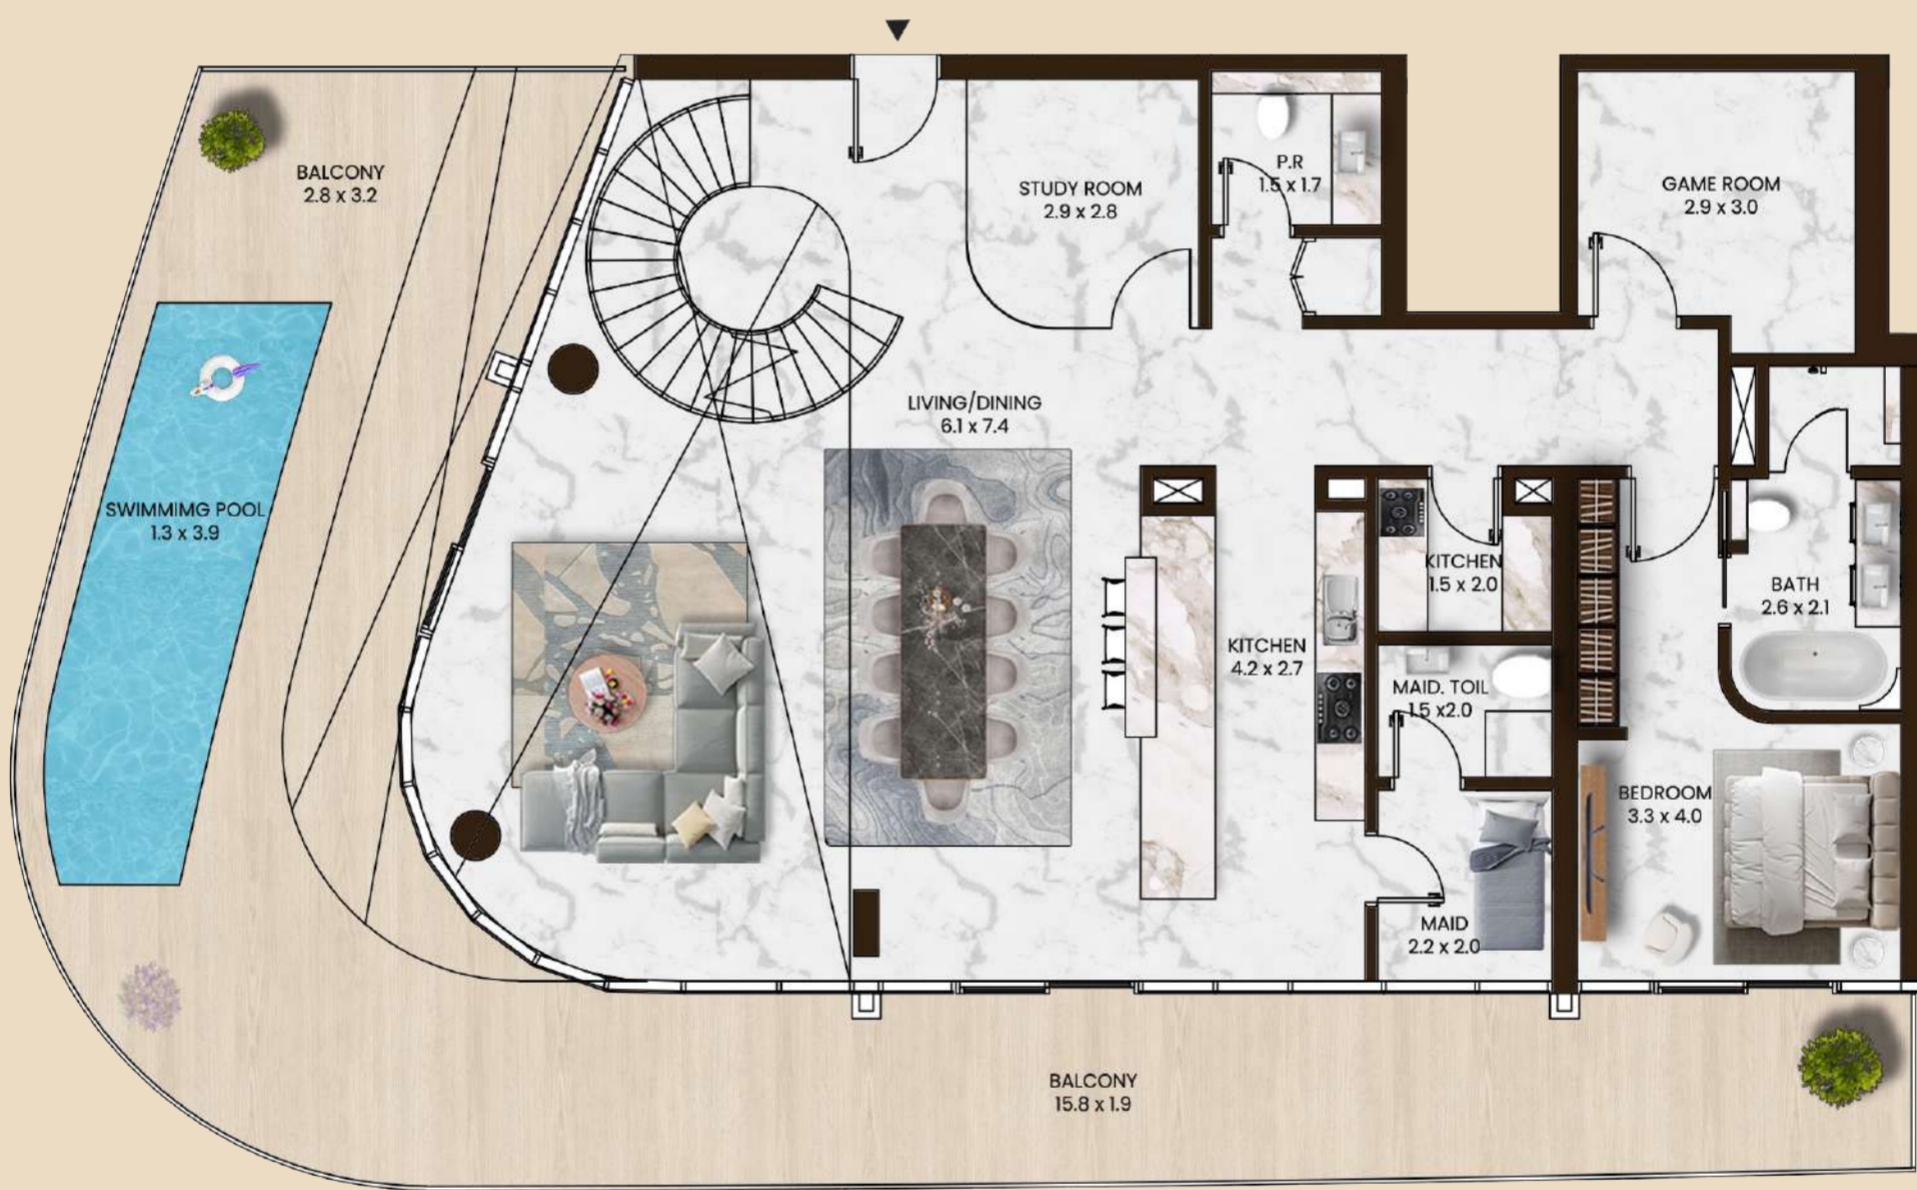 BALCONY
2.8 x 3.2
STUDY ROOM
2.9 x 2.8
P.R
1.5 x 1.7
GAME ROOM
2.9 x 3.0
LIVING/DINING
6.1 x 7.4
SWIMMIMG POOL
1.3 x 3.9
KITCHEN
1.5 x 2.0
BATH
2.6 x 2.1
KITCHEN
4.2 x 2.7
MAID. TOIL
1.5 x2.0
BEDROOM
3.3 x 4.0
MAID
2.2 x 2.0
BALCONY
15.8 x 1.9